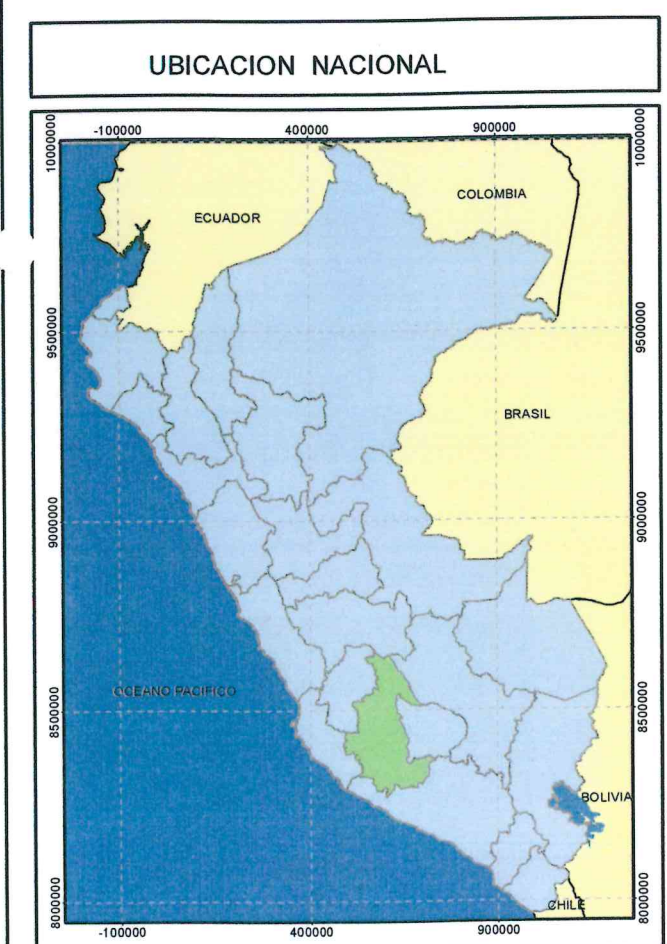 UBICACION NACIONAL
-100000 400000 900000
10000000 10000000
ECUADOR
COLOMBIA
9500000 9500000
BRASIL
9000000 9000000
OCEANO PACIFICO
8500000 8500000
BOLIVIA
8000000 8000000
CHILE
-100000 400000 900000